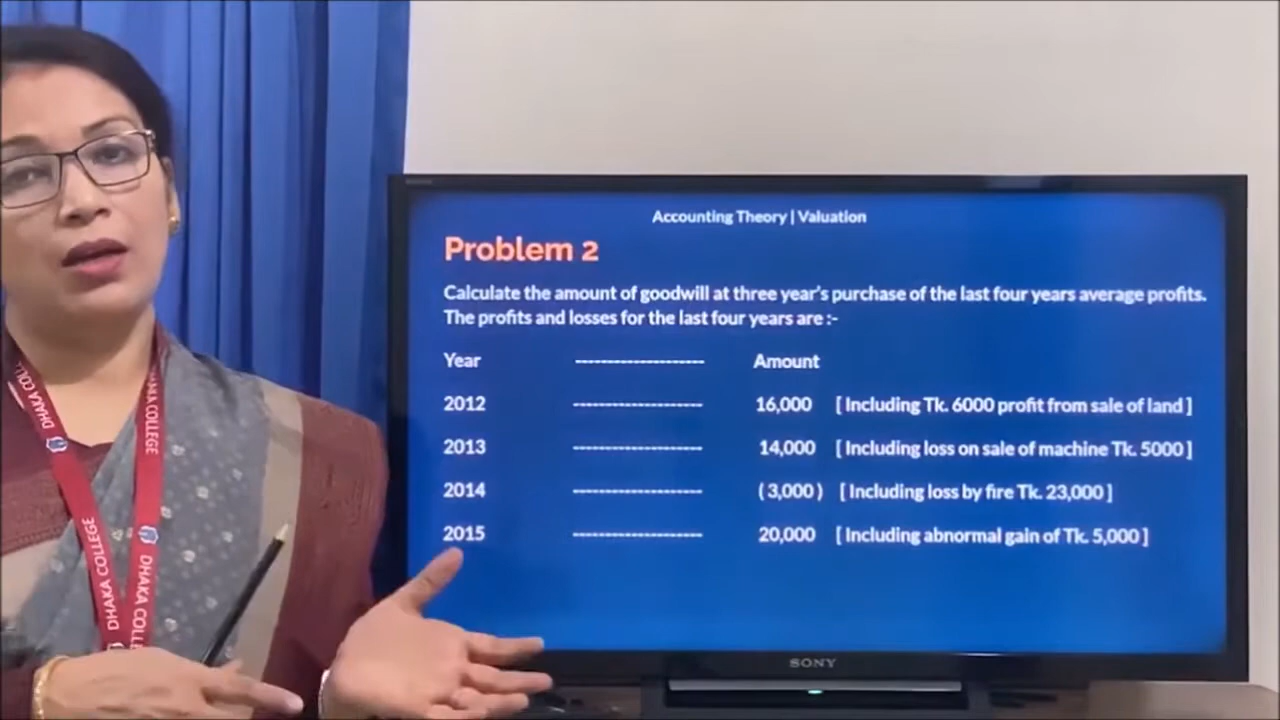 Accounting Theory | Valuation
Problem 2
Calculate the amount of goodwill at three year's purchase of the last four years average profits.
The profits and losses for the last four years are :-
Year ---------------------- Amount
2012 ---------------------- 16,000 [ Including Tk. 6000 profit from sale of land ]
2013 ---------------------- 14,000 [ Including loss on sale of machine Tk. 5000 ]
2014 ---------------------- ( 3,000 ) [ Including loss by fire Tk. 23,000 ]
2015 ---------------------- 20,000 [ Including abnormal gain of Tk. 5,000 ]
SONY
DHAKA COLLEGE
DHAKA COLLEGE
DHAKA COLLEGE